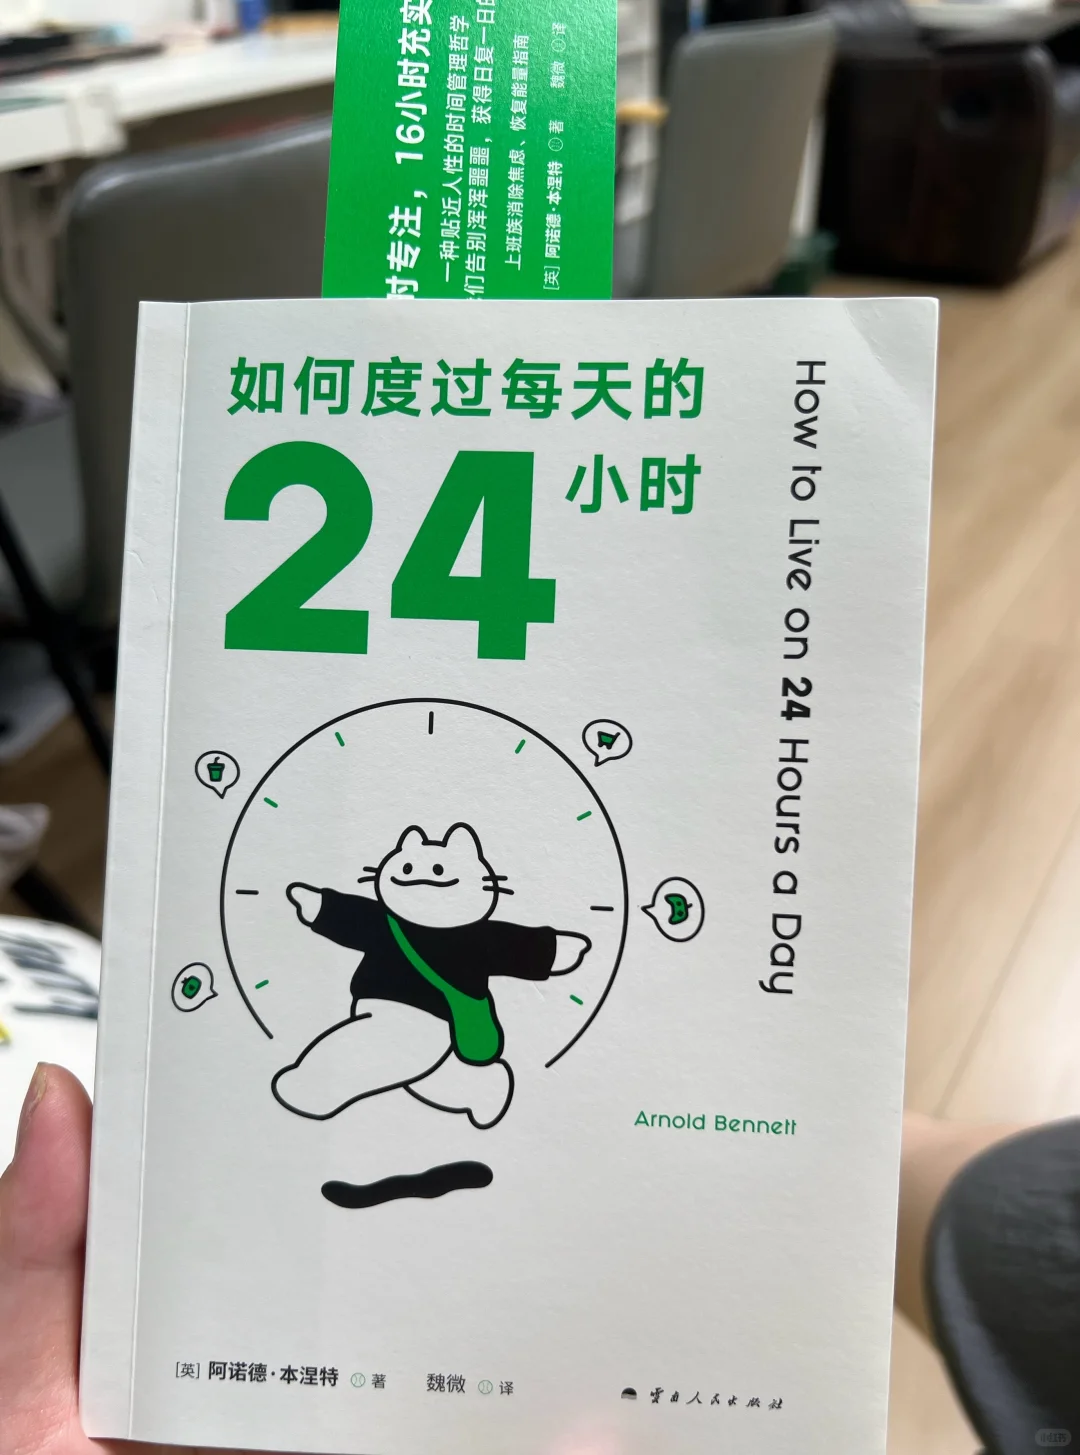 时专注，16小时充实
一种贴近人性的时间管理哲学
们告别浑浑噩噩，获得日复一日的
上班族消除焦虑、恢复能量指南
[英] 阿诺德·本涅特 著 魏微 译
如何度过每天的
24小时
How to Live on 24 Hours a Day
Arnold Bennett
[英] 阿诺德·本涅特 著 魏微 译
云南人民出版社